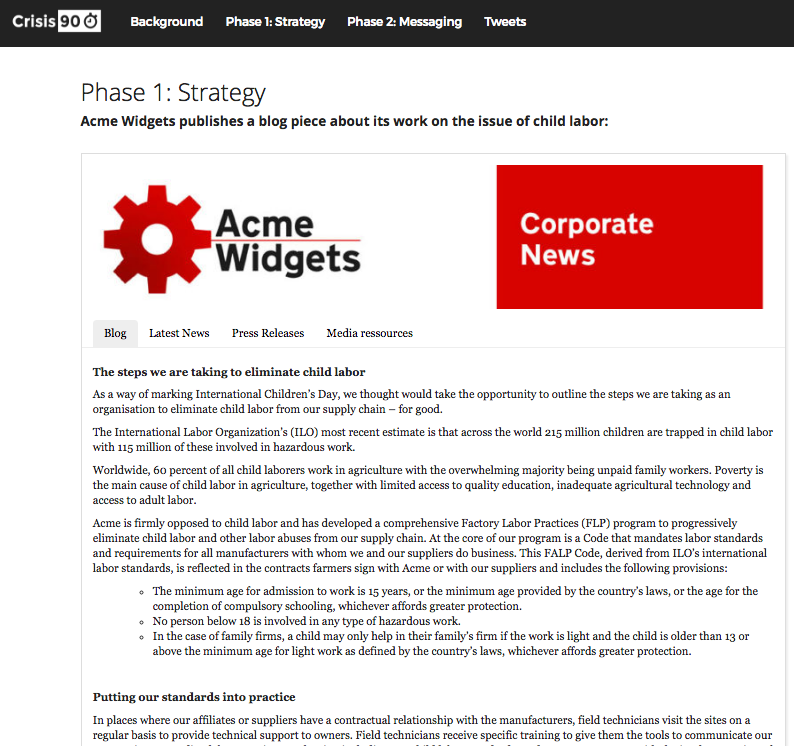 Crisis 90
Background Phase 1: Strategy Phase 2: Messaging Tweets
Phase 1: Strategy
Acme Widgets publishes a blog piece about its work on the issue of child labor:
Acme
Widgets
Corporate
News
Blog Latest News Press Releases Media ressources
The steps we are taking to eliminate child labor
As a way of marking International Children's Day, we thought would take the opportunity to outline the steps we are taking as an
organisation to eliminate child labor from our supply chain – for good.
The International Labor Organization's (ILO) most recent estimate is that across the world 215 million children are trapped in child labor
with 115 million of these involved in hazardous work.
Worldwide, 60 percent of all child laborers work in agriculture with the overwhelming majority being unpaid family workers. Poverty is
the main cause of child labor in agriculture, together with limited access to quality education, inadequate agricultural technology and
access to adult labor.
Acme is firmly opposed to child labor and has developed a comprehensive Factory Labor Practices (FLP) program to progressively
eliminate child labor and other labor abuses from our supply chain. At the core of our program is a Code that mandates labor standards
and requirements for all manufacturers with whom we and our suppliers do business. This FALP Code, derived from ILO's international
labor standards, is reflected in the contracts farmers sign with Acme or with our suppliers and includes the following provisions:
The minimum age for admission to work is 15 years, or the minimum age provided by the country's laws, or the age for the
completion of compulsory schooling, whichever affords greater protection.
No person below 18 is involved in any type of hazardous work.
In the case of family firms, a child may only help in their family's firm if the work is light and the child is older than 13 or
above the minimum age for light work as defined by the country's laws, whichever affords greater protection.
Putting our standards into practice
In places where our affiliates or suppliers have a contractual relationship with the manufacturers, field technicians visit the sites on a
regular basis to provide technical support to owners. Field technicians receive specific training to give them the tools to communicate our